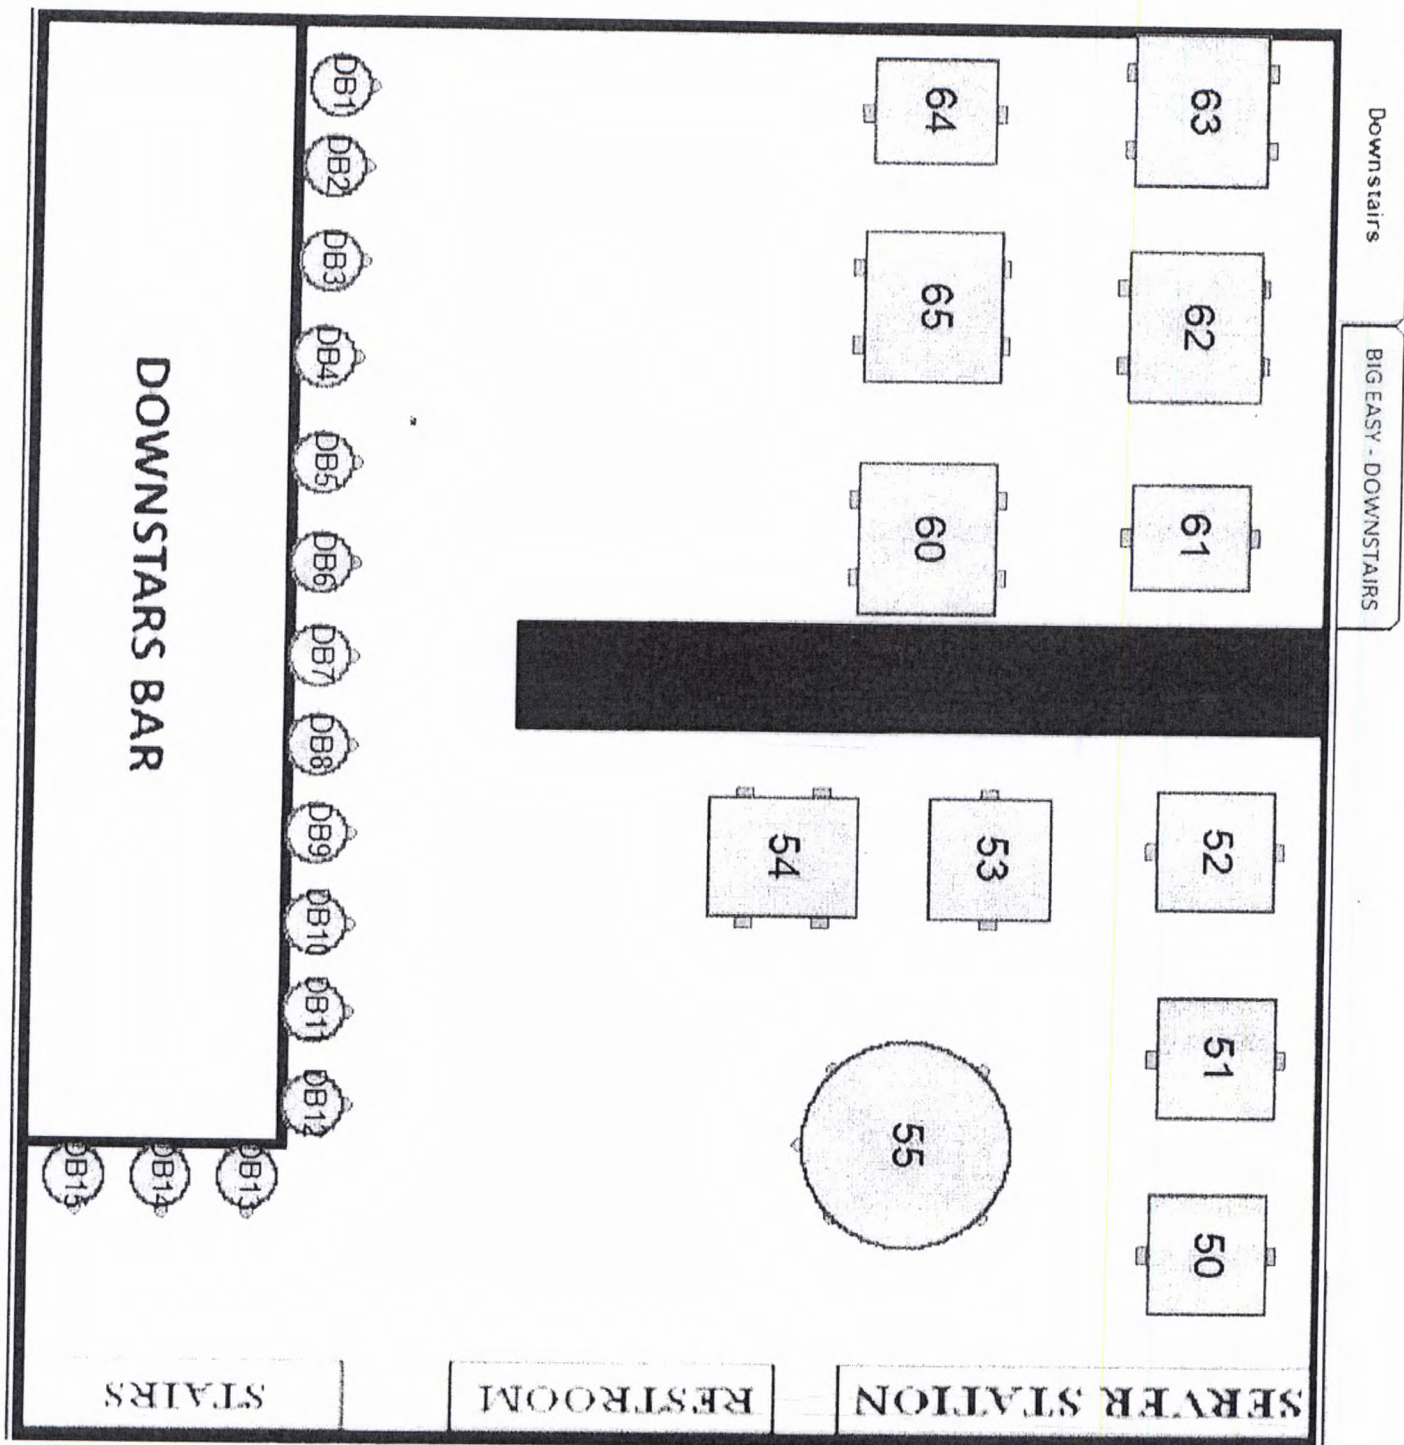 Downstairs
BIG EASY - DOWNSTAIRS
63
62
61
52
51
50
64
65
60
53
54
55
DB1
DB2
DB3
DB4
DB5
DB6
DB7
DB8
DB9
DB10
DB11
DB12
DB13
DB14
DB15
DOWNSTARS BAR
SERVER STATION
RESTROOM
STAIRS